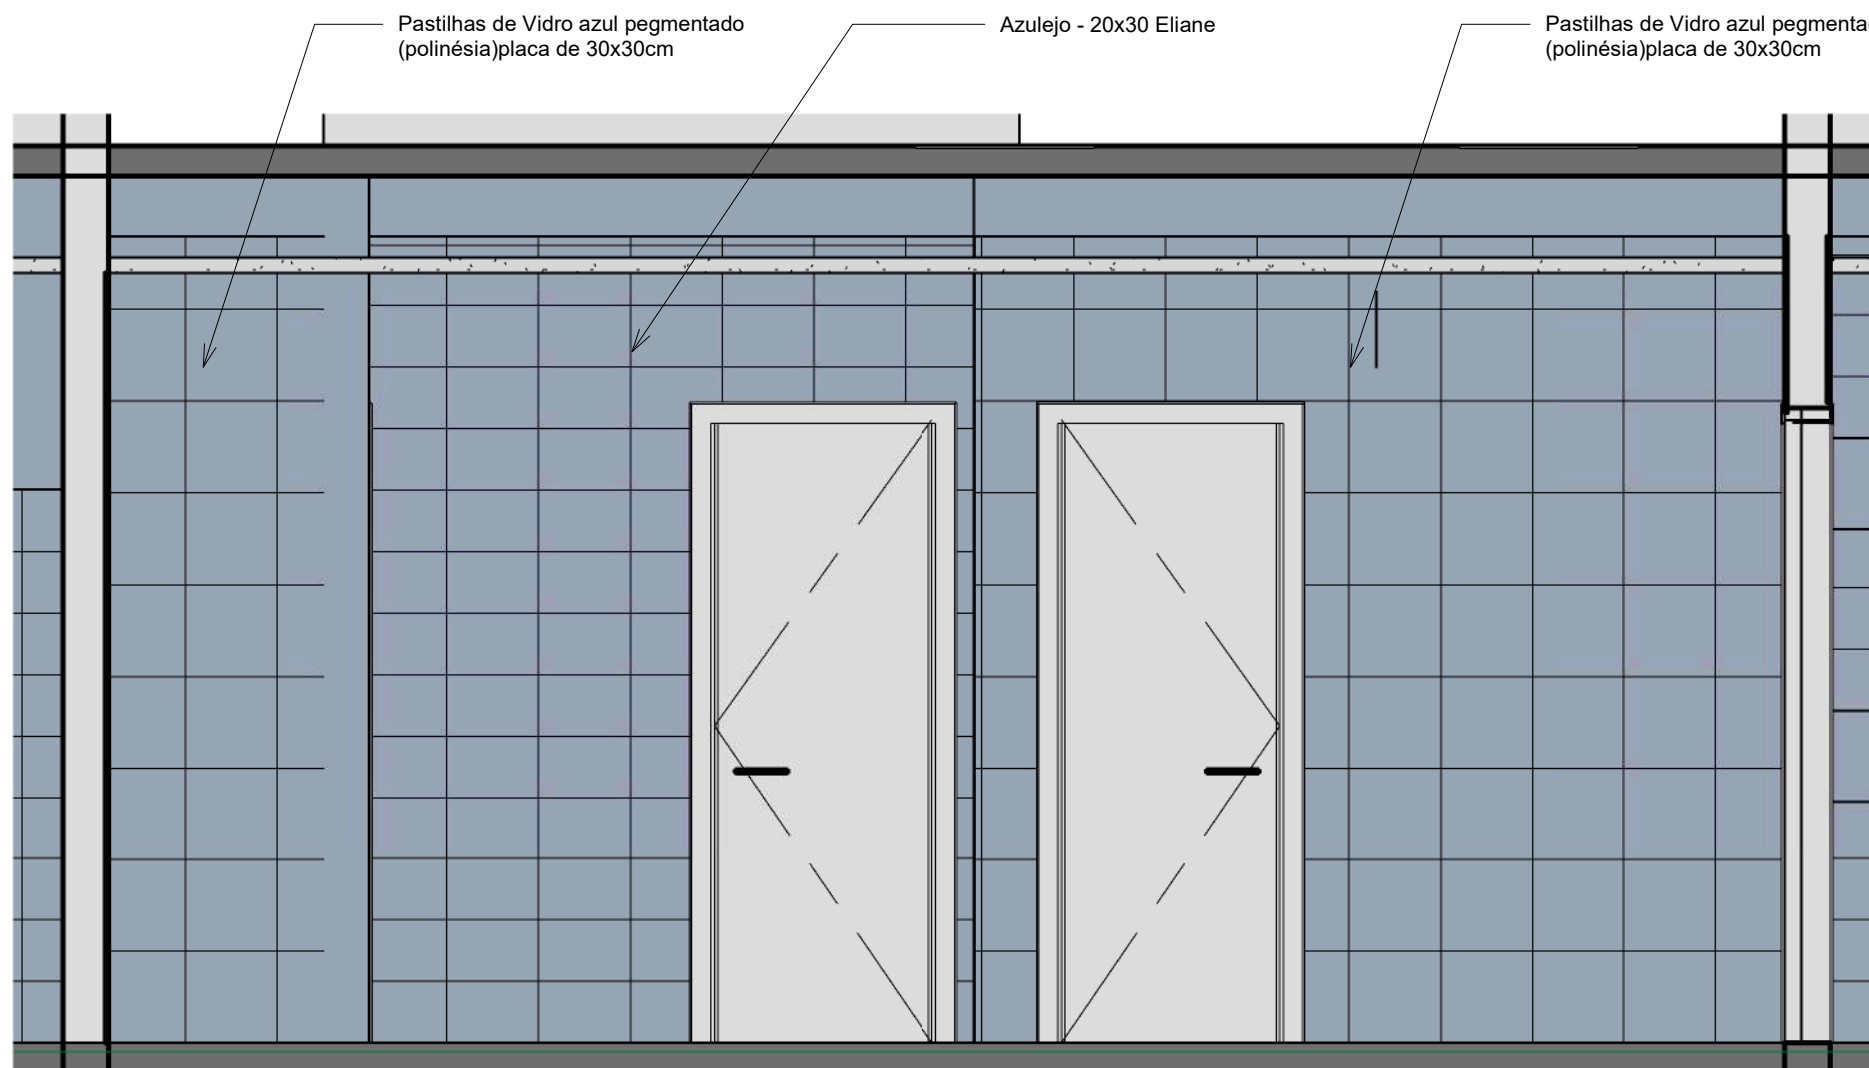 Pastilhas de Vidro azul pegmentado
(polinésia)placa de 30x30cm
Azulejo - 20x30 Eliane
Pastilhas de Vidro azul pegmenta
(polinésia)placa de 30x30cm